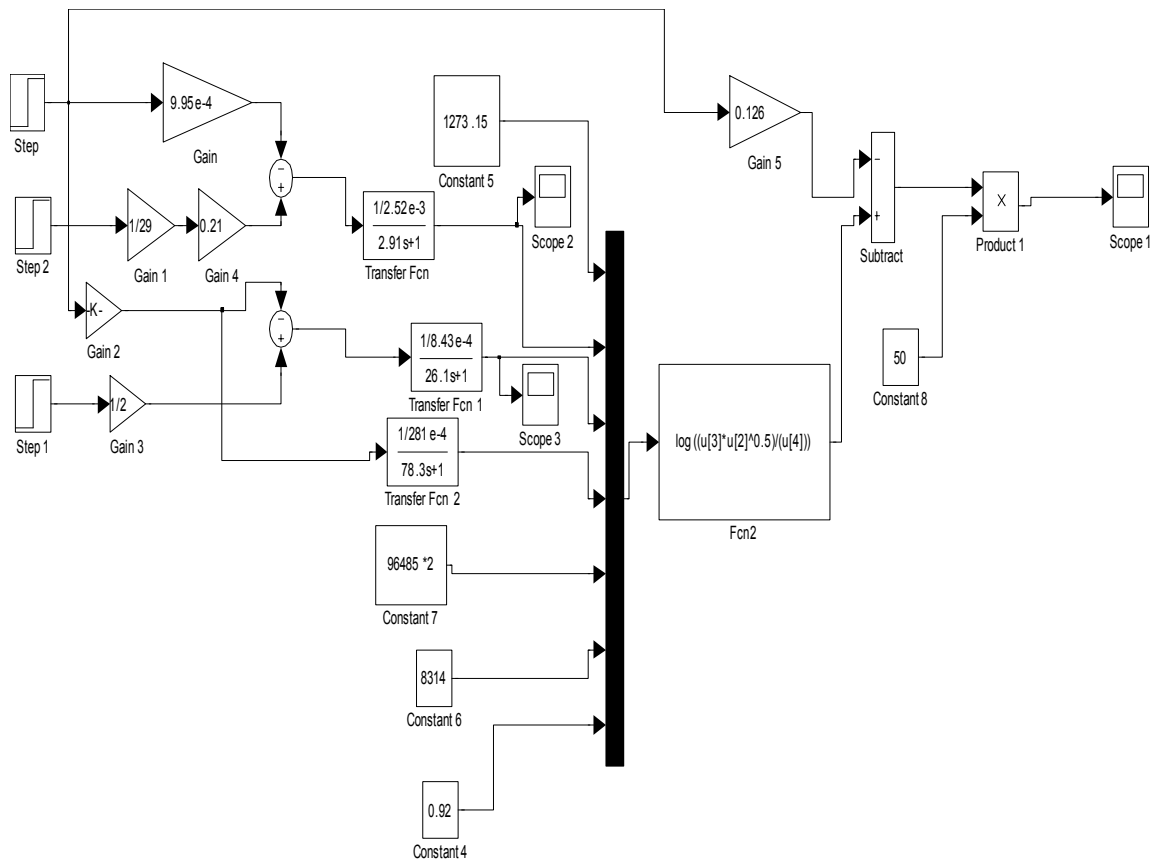 Step
9.95e-4
Gain
1273 .15
Constant 5
0.126
Gain 5
−
+
Subtract
X
Product 1
Scope 1
Step 2
1/29
Gain 1
0.21
Gain 4
−
+
1/2.52e-3
2.91s+1
Transfer Fcn
Scope 2
-K-
Gain 2
−
+
1/8.43e-4
26.1s+1
Transfer Fcn 1
Scope 3
50
Constant 8
Step 1
1/2
Gain 3
1/281 e-4
78.3s+1
Transfer Fcn 2
log ((u[3]*u[2]^0.5)/(u[4]))
Fcn2
96485 *2
Constant 7
8314
Constant 6
0.92
Constant 4